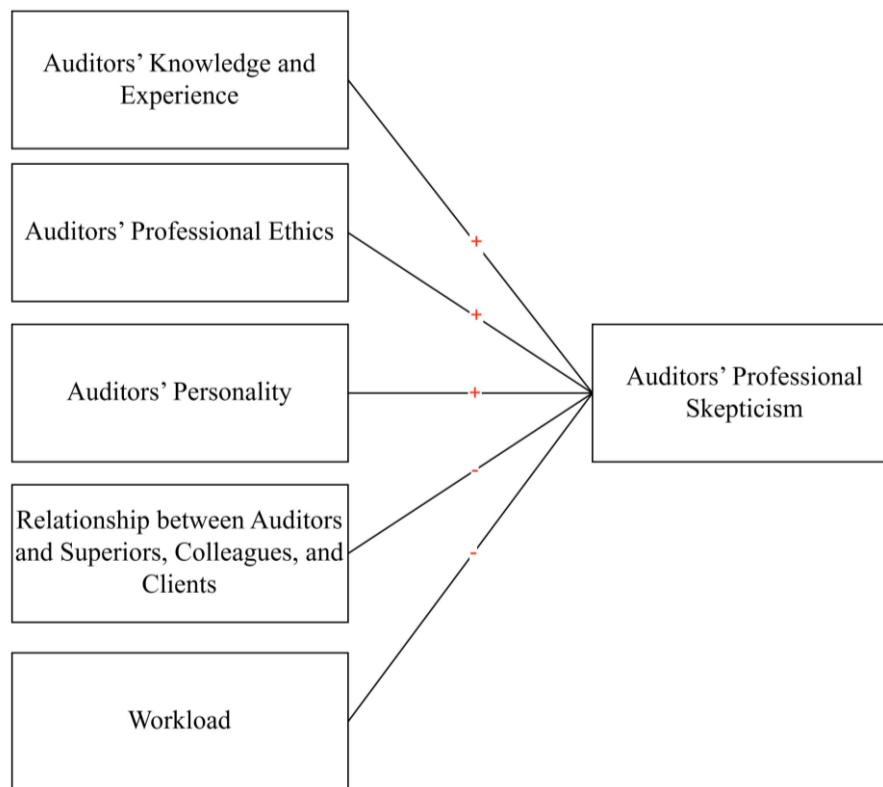 Auditors’ Knowledge and
Experience
+
Auditors’ Professional Ethics
+
Auditors’ Personality
+
Auditors’ Professional
Skepticism
-
Relationship between Auditors
and Superiors, Colleagues, and
Clients
-
Workload